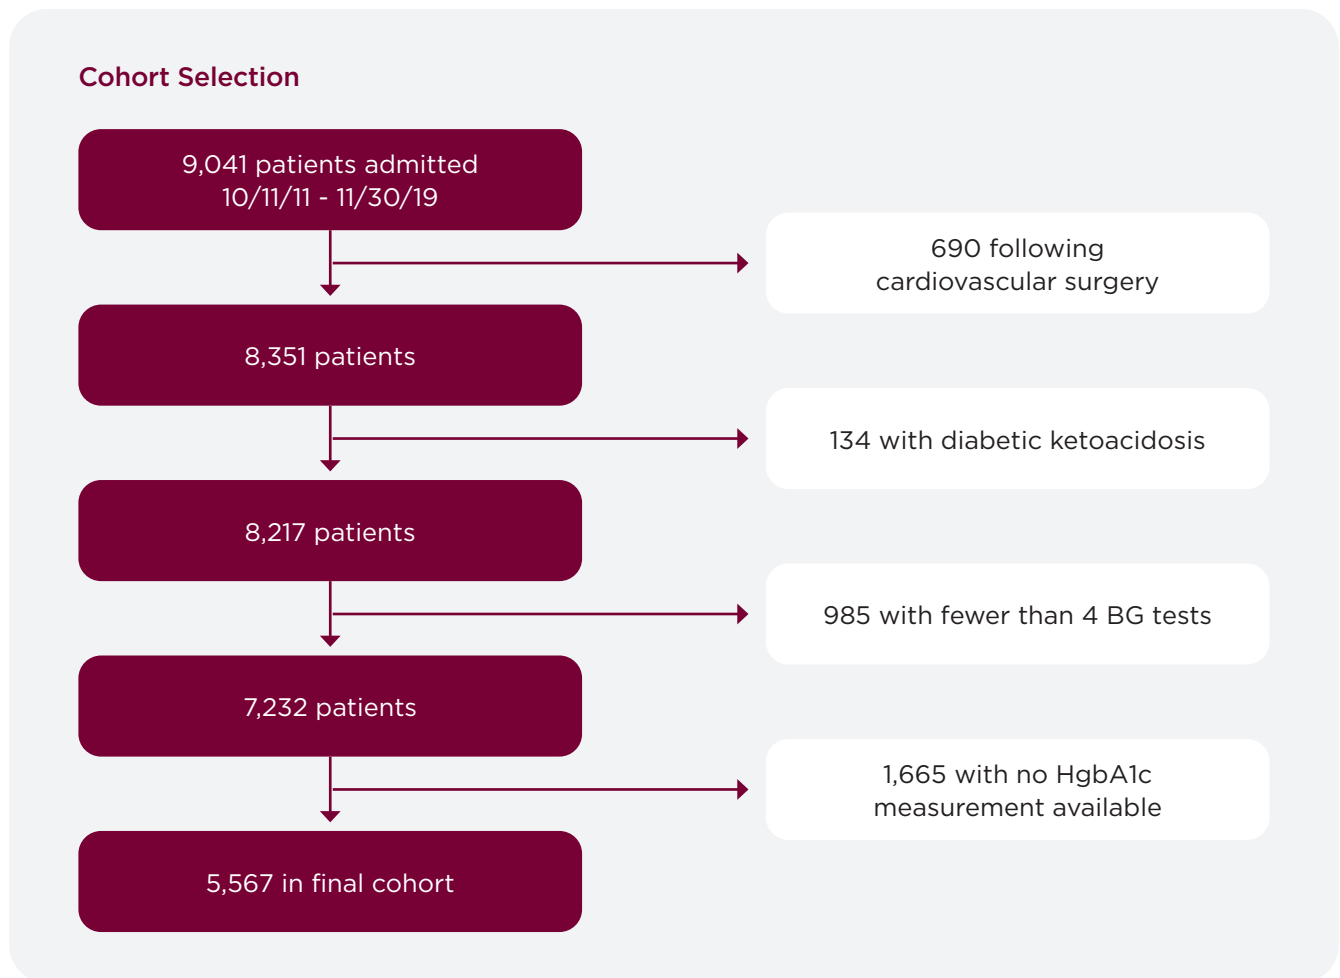 Cohort Selection
9,041 patients admitted
10/11/11 - 11/30/19
690 following
cardiovascular surgery
8,351 patients
134 with diabetic ketoacidosis
8,217 patients
985 with fewer than 4 BG tests
7,232 patients
1,665 with no HgbA1c
measurement available
5,567 in final cohort